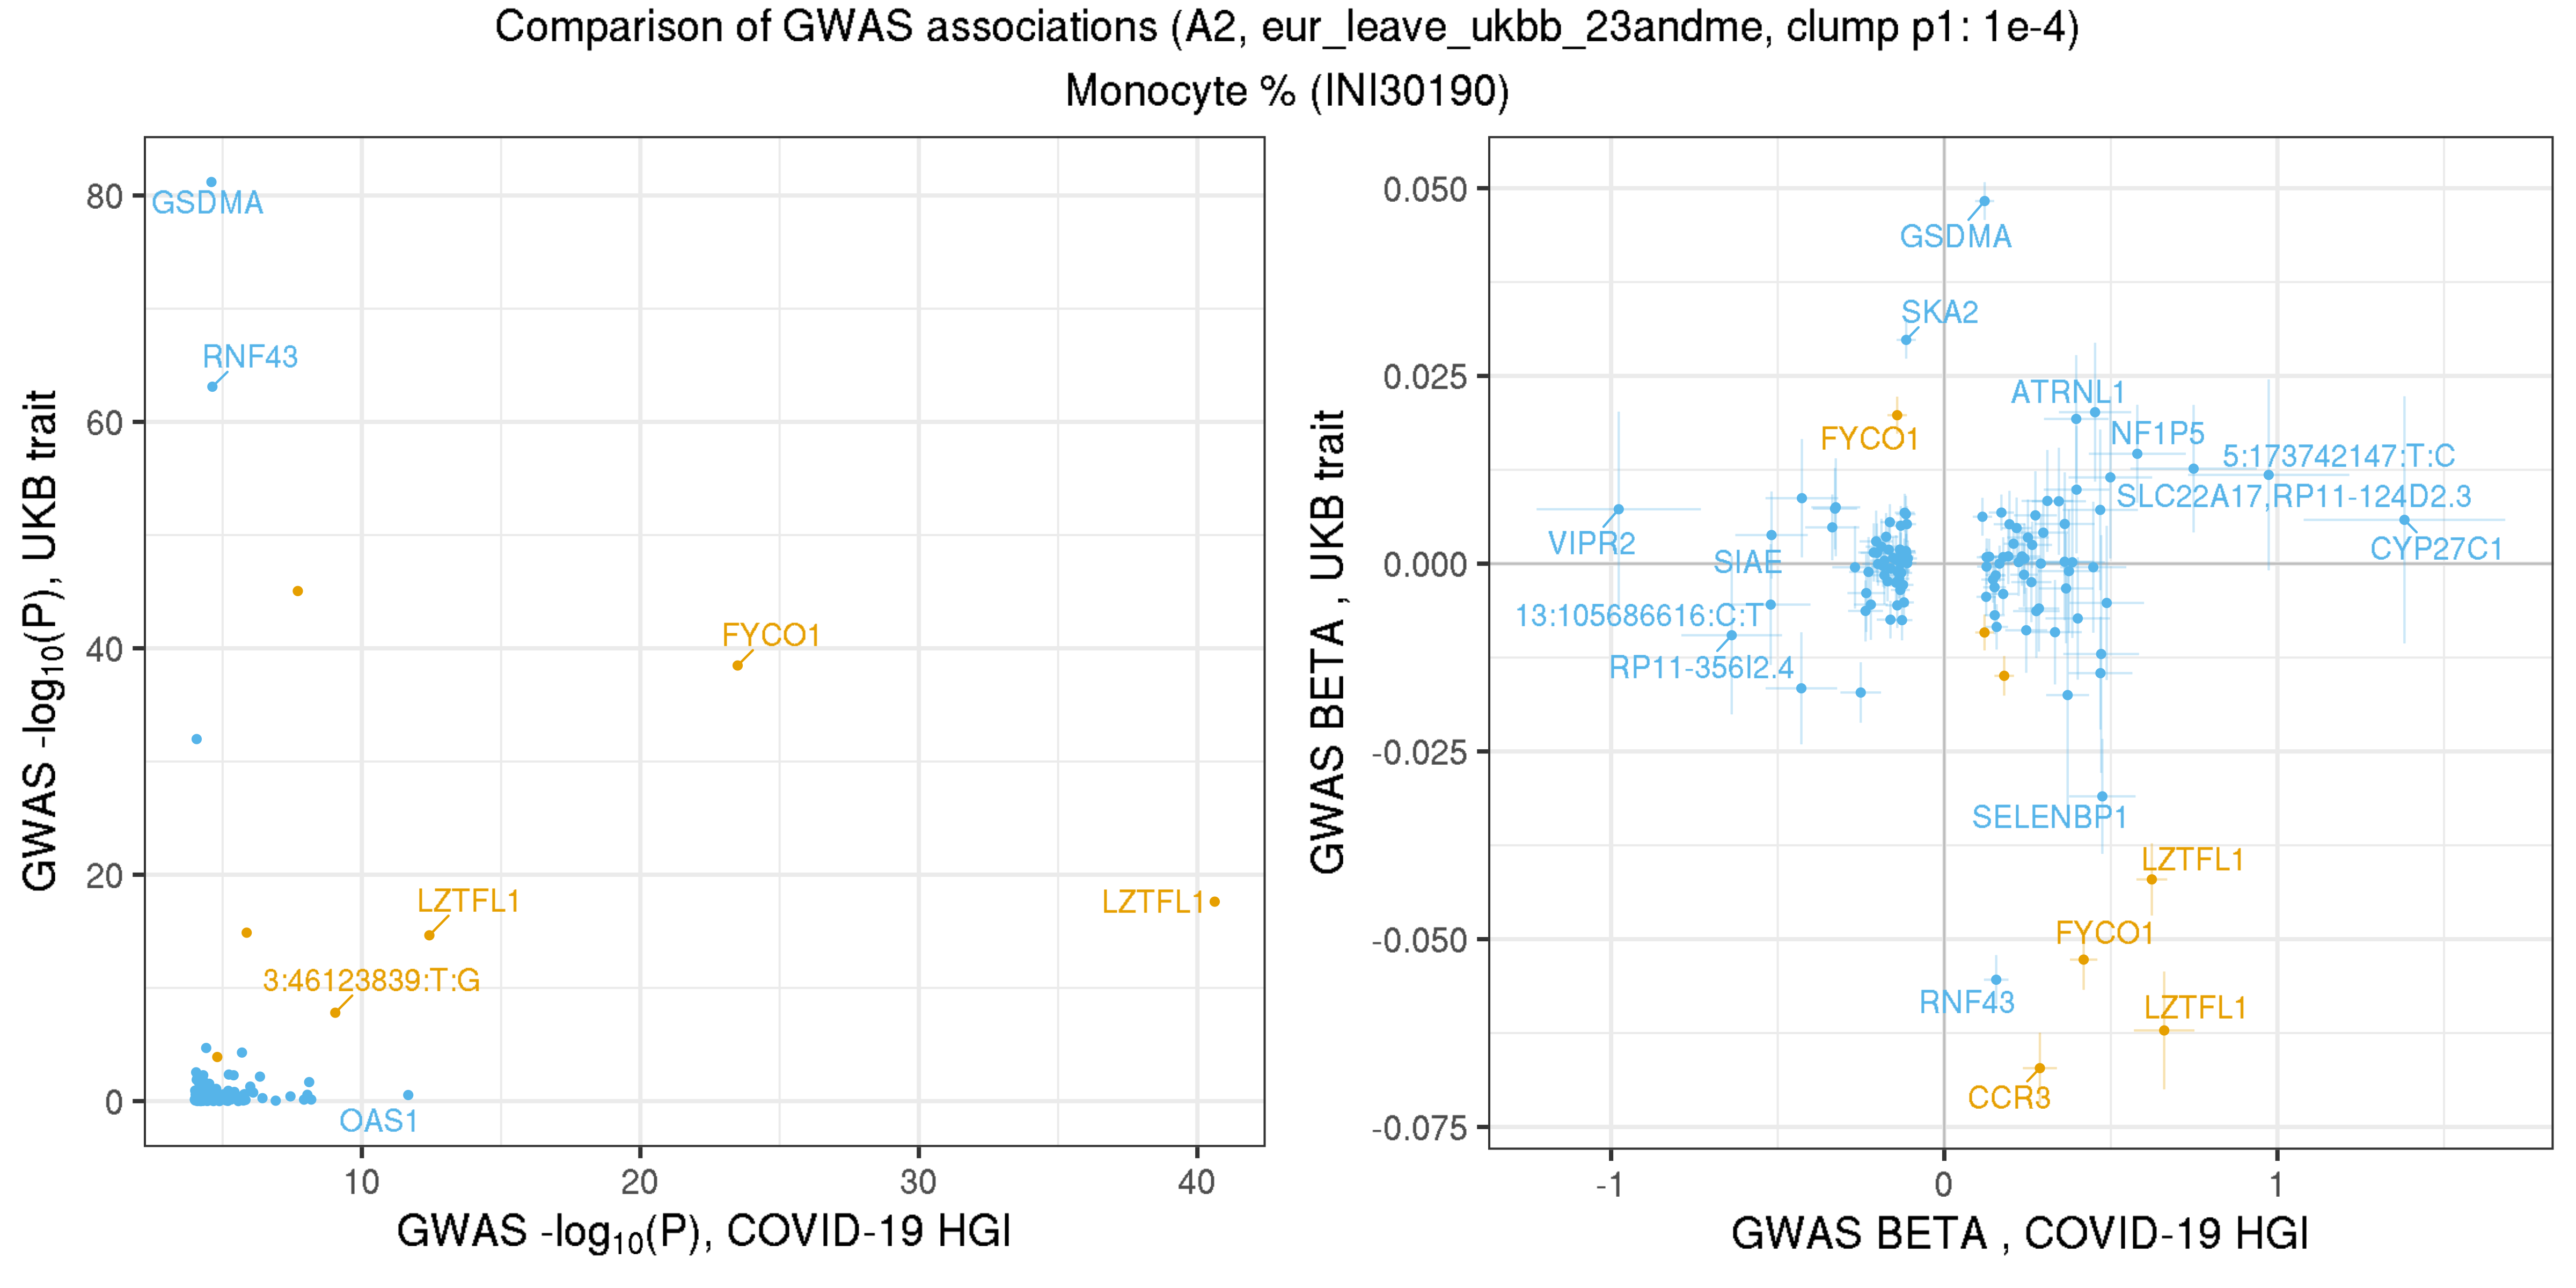 Comparison of GWAS associations (A2, eur_leave_ukbb_23andme, clump p1: 1e-4)
Monocyte % (INI30190)
GWAS -log10(P), UKB trait
80
60
40
20
0
GSDMA
RNF43
FYCO1
LZTFL1
LZTFL1
3:46123839:T:G
OAS1
10
20
30
40
GWAS -log10(P), COVID-19 HGI
GWAS BETA , UKB trait
0.050
0.025
0.000
-0.025
-0.050
-0.075
GSDMA
SKA2
ATRNL1
FYCO1
NF1P5
5:173742147:T:C
SLC22A17,RP11-124D2.3
VIPR2
SIAE
CYP27C1
13:105686616:C:T
RP11-356I2.4
SELENBP1
LZTFL1
FYCO1
RNF43
LZTFL1
CCR3
-1
0
1
GWAS BETA , COVID-19 HGI